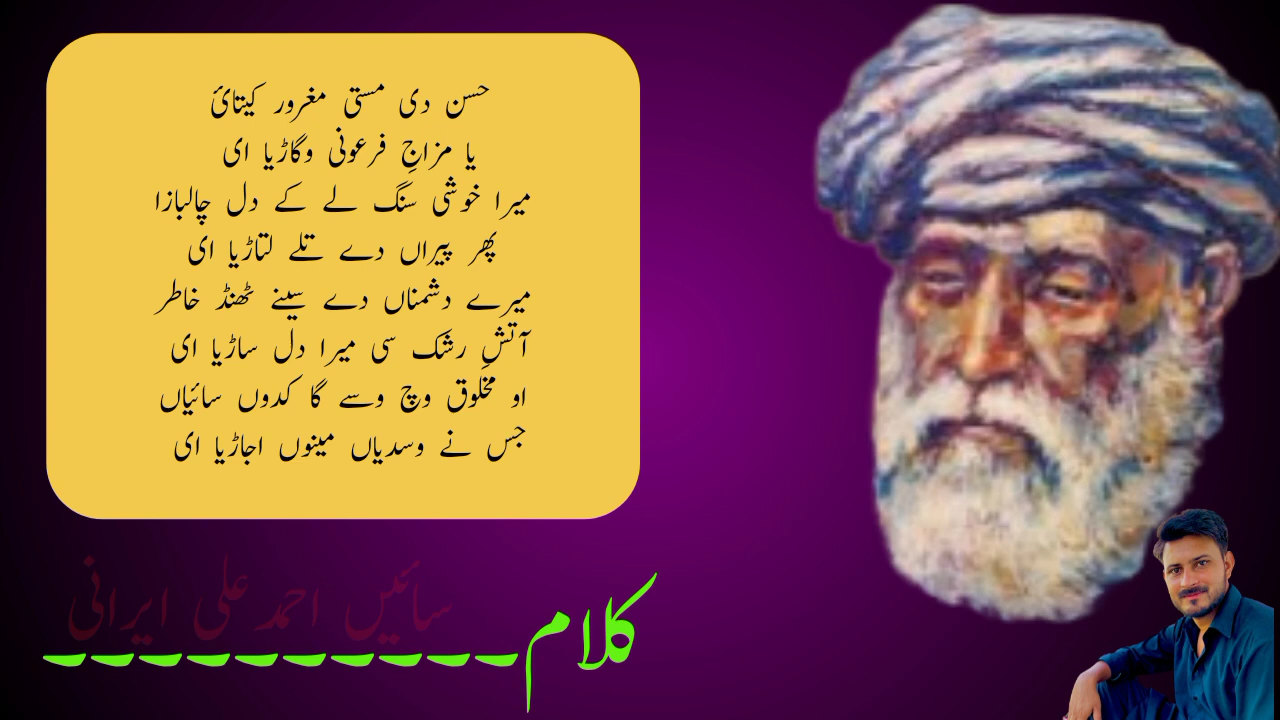 حسن دی مستی مغرور کیتائ
یا مزاجِ فرعونی وگاڑیا ای
میرا خوشی سنگ لے کے دل چالبازا
پھر پیراں دے تلے لتاڑیا ای
میرے دشمناں دے سینے ٹھنڈ خاطر
آتشِ رشک سی میرا دل ساڑیا ای
او مخلوق وچ وسے گا کدوں سائیاں
جس نے وسدیاں مینوں اجاڑیا ای
سائیں احمد علی ایرانی
کلام۔۔۔۔۔۔۔۔۔۔